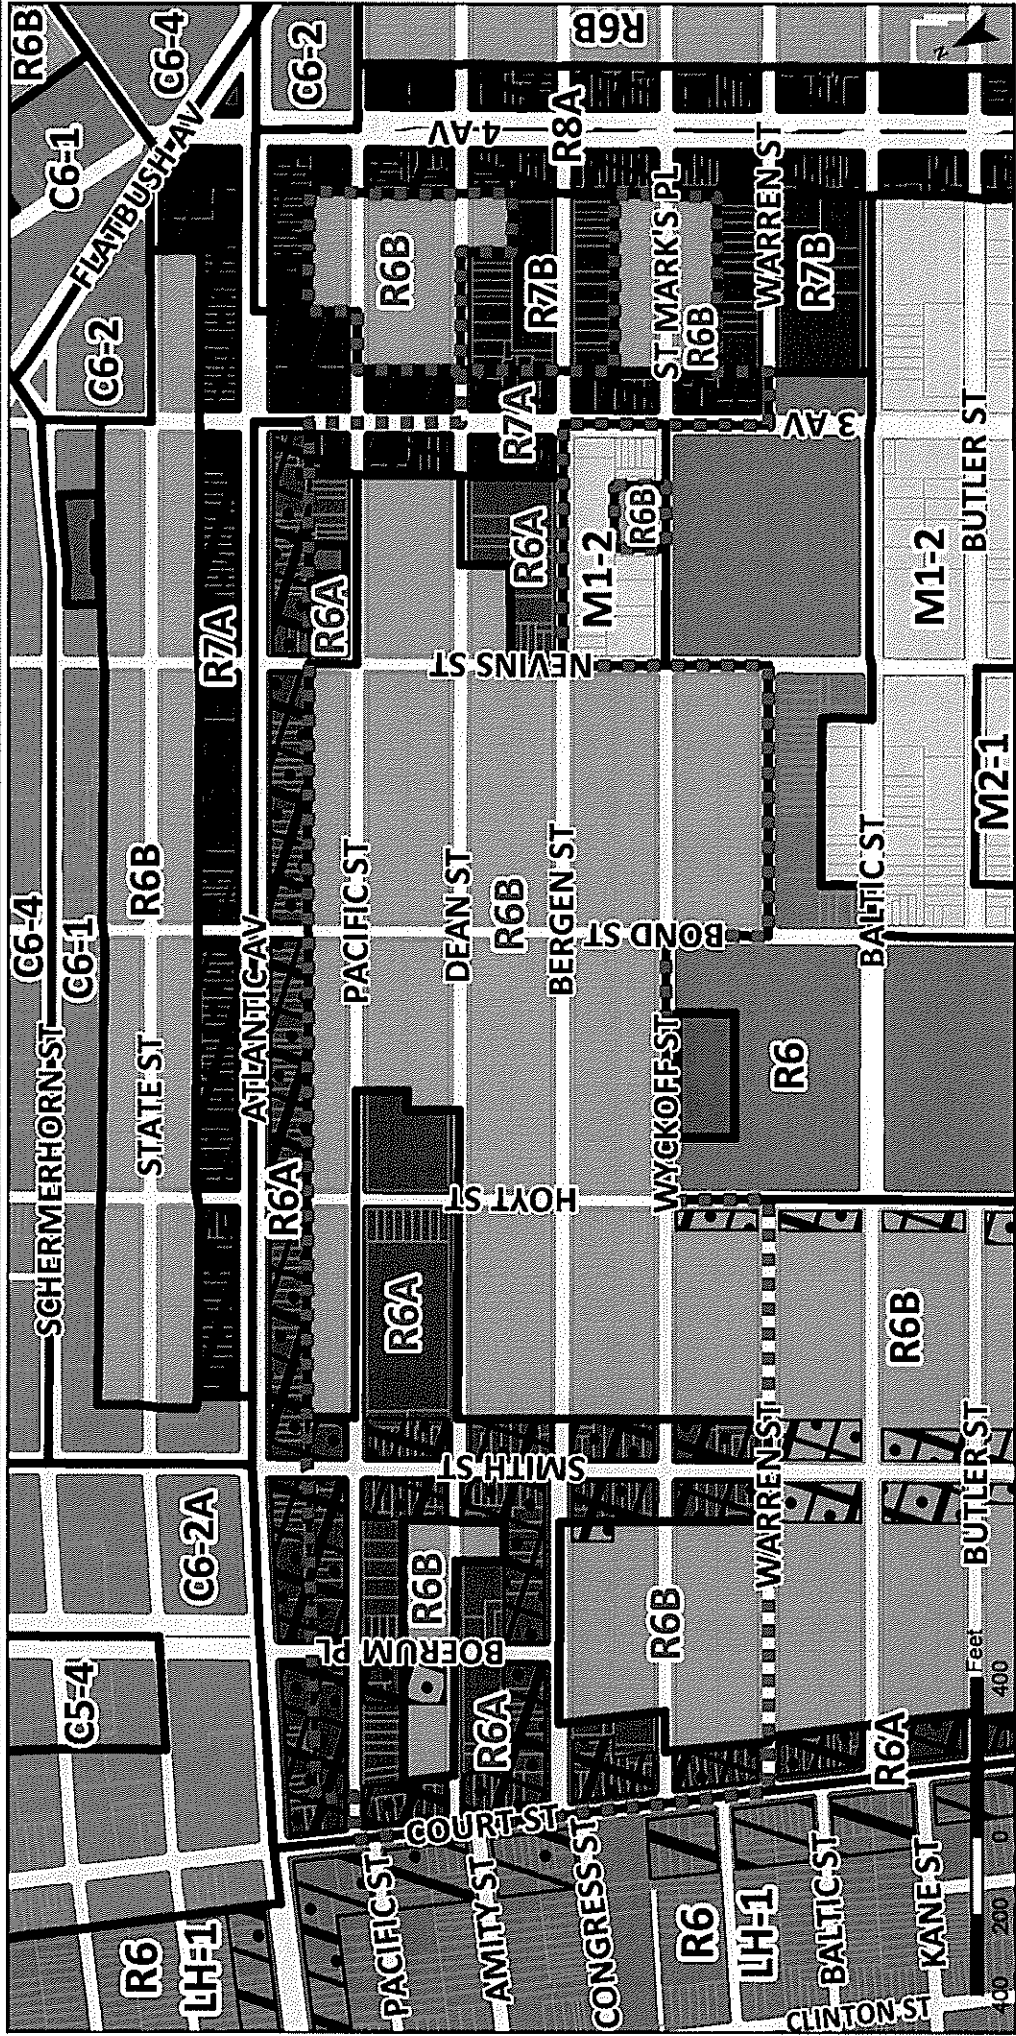 R6B
C6-4
C6-2
R6B
C6-1
FLATBUSH AV
4 AV
R8A
C6-2
R6B
R7B
ST MARK'S PL
R6B
WARREN ST
R7B
R7A
3 AV
R6A
R6A
M1-2
R6B
M1-2
BUTLER ST
NEVINS ST
R7A
C6-4
C6-1
R6B
ATLANTIC AV
PACIFIC ST
DEAN ST
R6B
BERGEN ST
BOND ST
BALTIC ST
M2-1
SCHERMERHORN ST
STATE ST
R6A
HOYT ST
WYCKOFF ST
R6
R6A
R6B
SMITH ST
WARREN ST
BUTLER ST
C6-2A
R6B
R6B
BOERUM PL
C5-4
R6A
R6A
COURT ST
R6
LH-1
PACIFIC ST
AMITY ST
CONGRESS ST
R6
LH-1
BALTIC ST
KANE ST
CLINTON ST
Feet
400 200 0 400
N